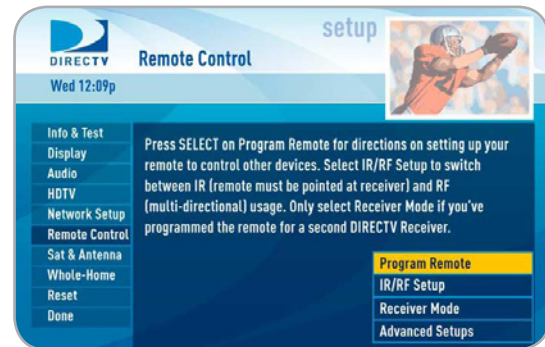 setup
DIRECTV
Remote Control
Wed 12:09p
Info & Test
Display
Audio
HDTV
Network Setup
Remote Control
Sat & Antenna
Whole-Home
Reset
Done
Press SELECT on Program Remote for directions on setting up your
remote to control other devices. Select IR/RF Setup to switch
between IR (remote must be pointed at receiver) and RF
(multi-directional) usage. Only select Receiver Mode if you've
programmed the remote for a second DIRECTV Receiver.
Program Remote
IR/RF Setup
Receiver Mode
Advanced Setups